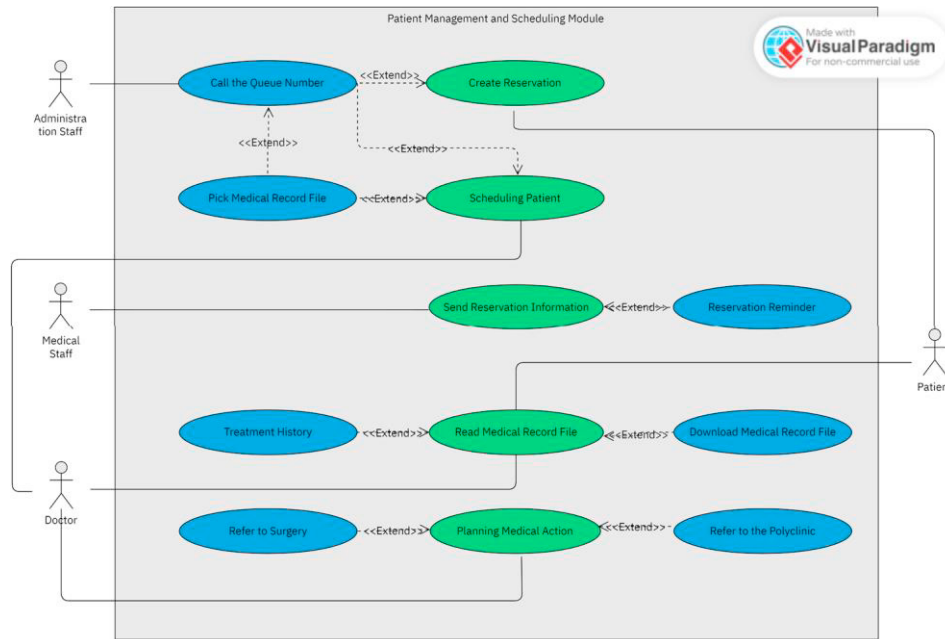 Patient Management and Scheduling Module
Made with
Visual Paradigm
For non-commercial use
Call the Queue Number
<<Extend>>
Create Reservation
Administra
tion Staff
<<Extend>>
<<Extend>>
Pick Medical Record File
<<Extend>>
Scheduling Patient
Send Reservation Information
<<Extend>>
Reservation Reminder
Medical
Staff
Patien
Treatment History
<<Extend>>
Read Medical Record File
<<Extend>>
Download Medical Record File
Doctor
Refer to Surgery
<<Extend>>
Planning Medical Action
<<Extend>>
Refer to the Polyclinic